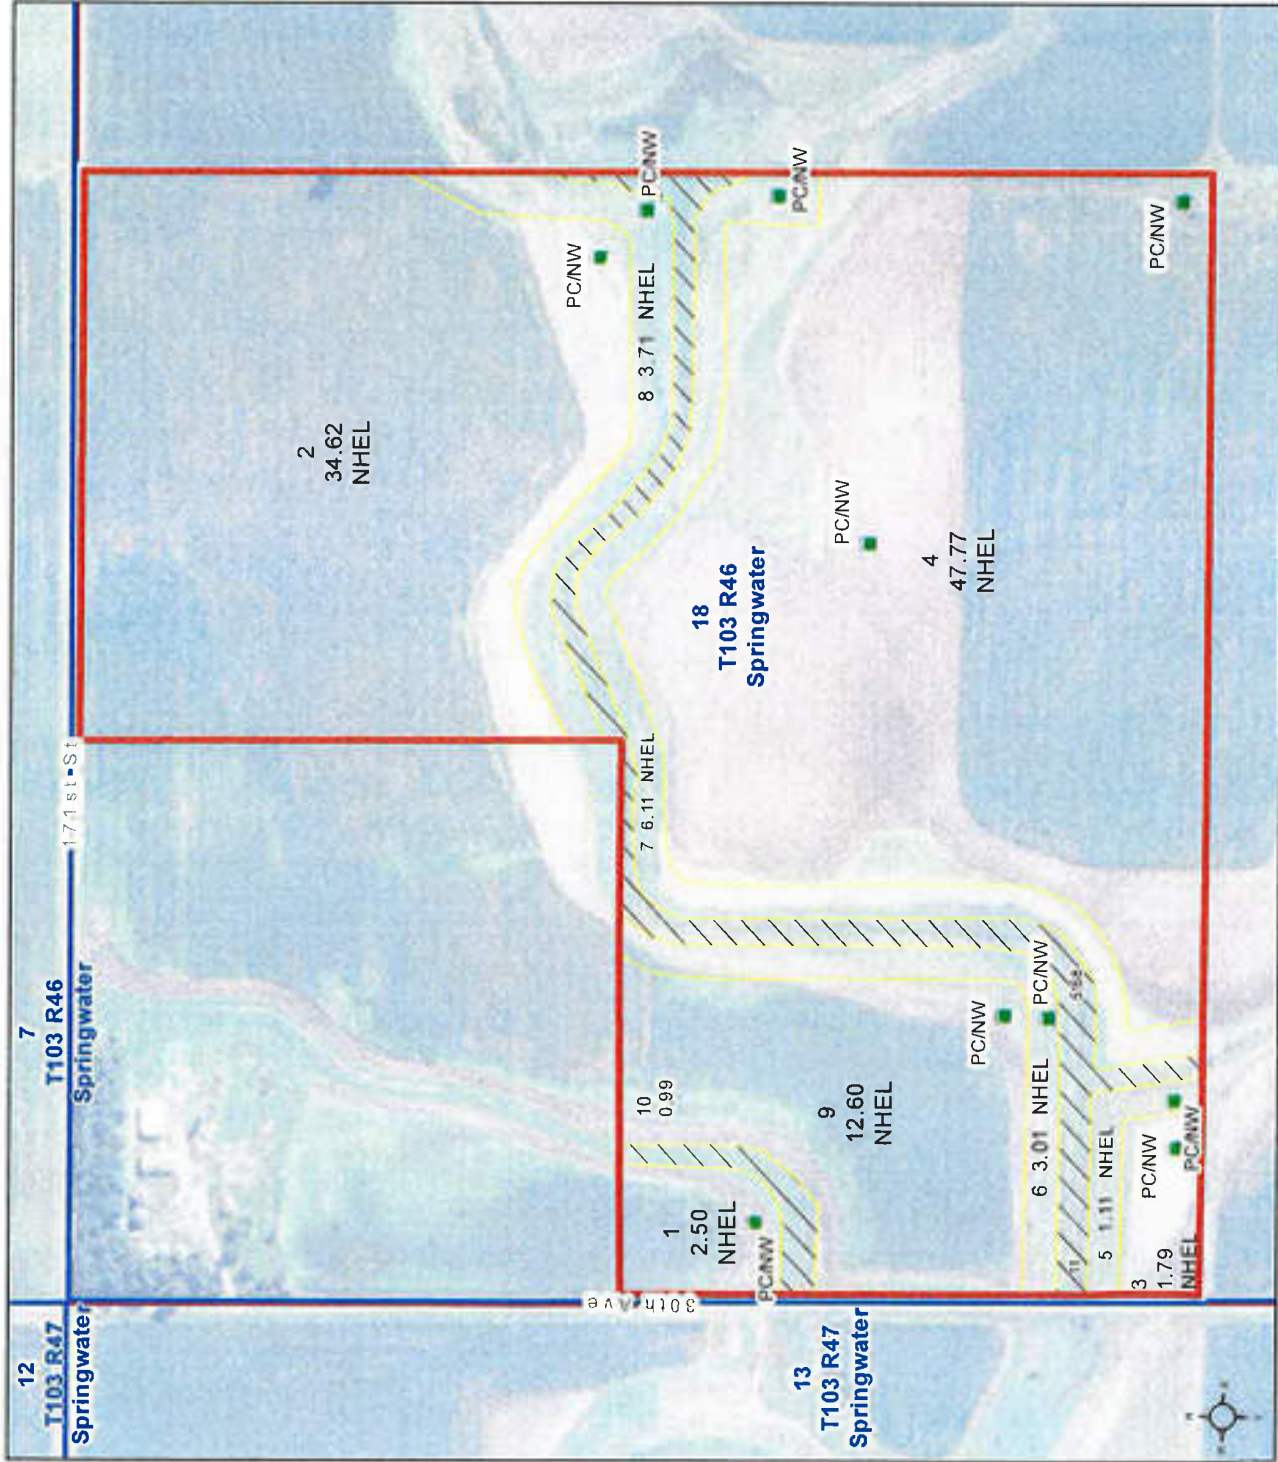 7
T103 R46
Springwater
12
T103 R47
Springwater
171st St
2
34.62
NHEL
PC/NW
PC/NW
8 3.71 NHEL
PC/NW
10
0.99
7 6.11 NHEL
18
T103 R46
Springwater
1
2.50
NHEL
PC/NW
30th Ave
9
12.60
NHEL
PC/NW
13
T103 R47
Springwater
4
47.77
NHEL
PC/NW
PC/NW
6 3.01 NHEL
5.68
11
5 1.11 NHEL
PC/NW
PC/NW
PC/NW
3
1.79
NHEL